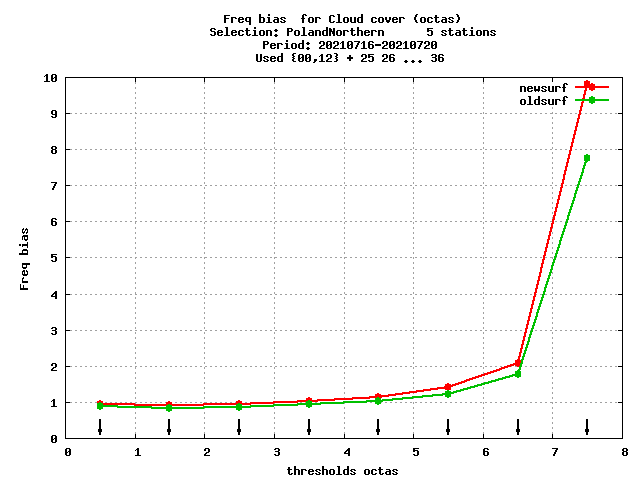 Freq bias  for Cloud cover (octas)
Selection: PolandNorthern      5 stations
Period: 20210716-20210720
Used {00,12} + 25 26 ... 36
newsurf
oldsurf
10
9
8
7
6
5
4
3
2
1
0
Freq bias
0 1 2 3 4 5 6 7 8
thresholds octas